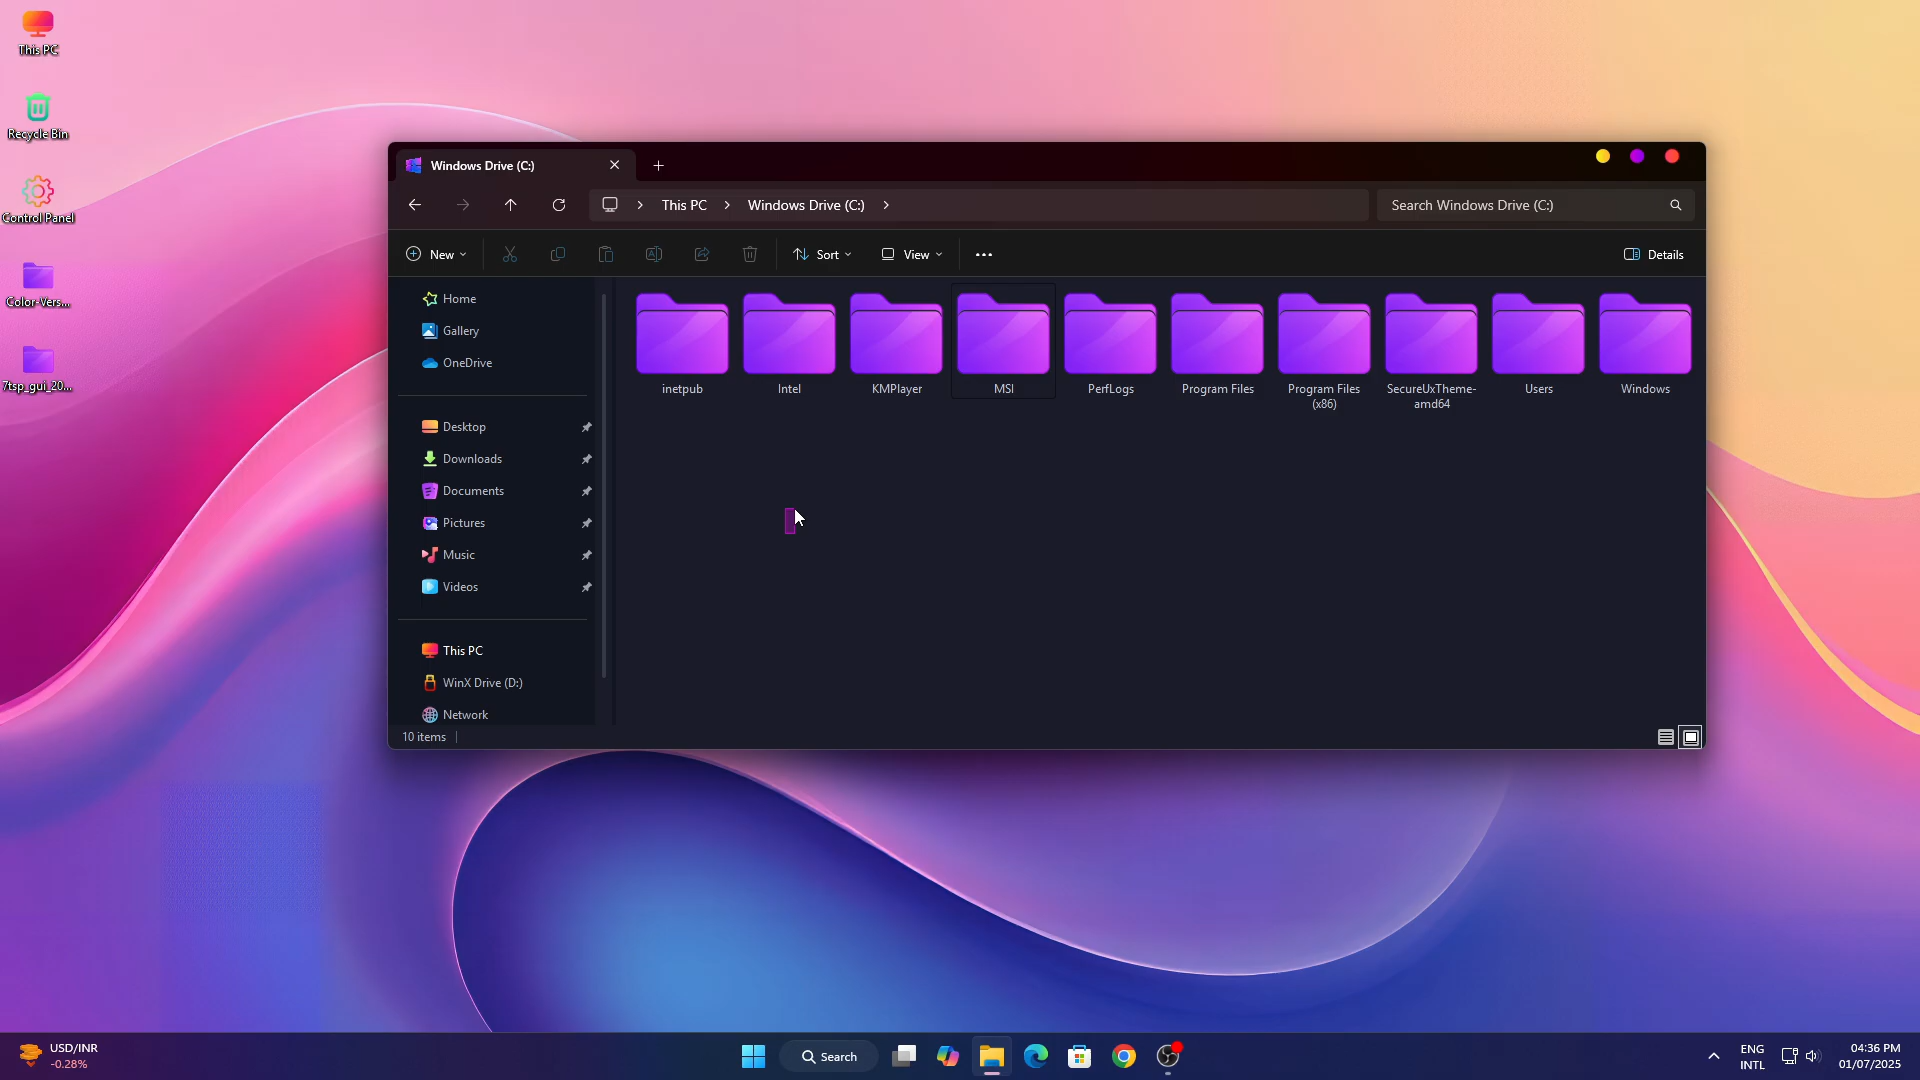 This PC
Recycle Bin
Control Panel
Color-Vers...
7tsp_gui_20...
Windows Drive (C:)
This PC
Windows Drive (C:)
Search Windows Drive (C:)
New
Sort
View
Details
Home
Gallery
OneDrive
Desktop
Downloads
Documents
Pictures
Music
Videos
This PC
WinX Drive (D:)
Network
inetpub
Intel
KMPlayer
MSI
PerfLogs
Program Files
Program Files
(x86)
SecureUxTheme-
amd64
Users
Windows
10 items
USD/INR
-0.28%
Search
ENG
INTL
04:36 PM
01/07/2025